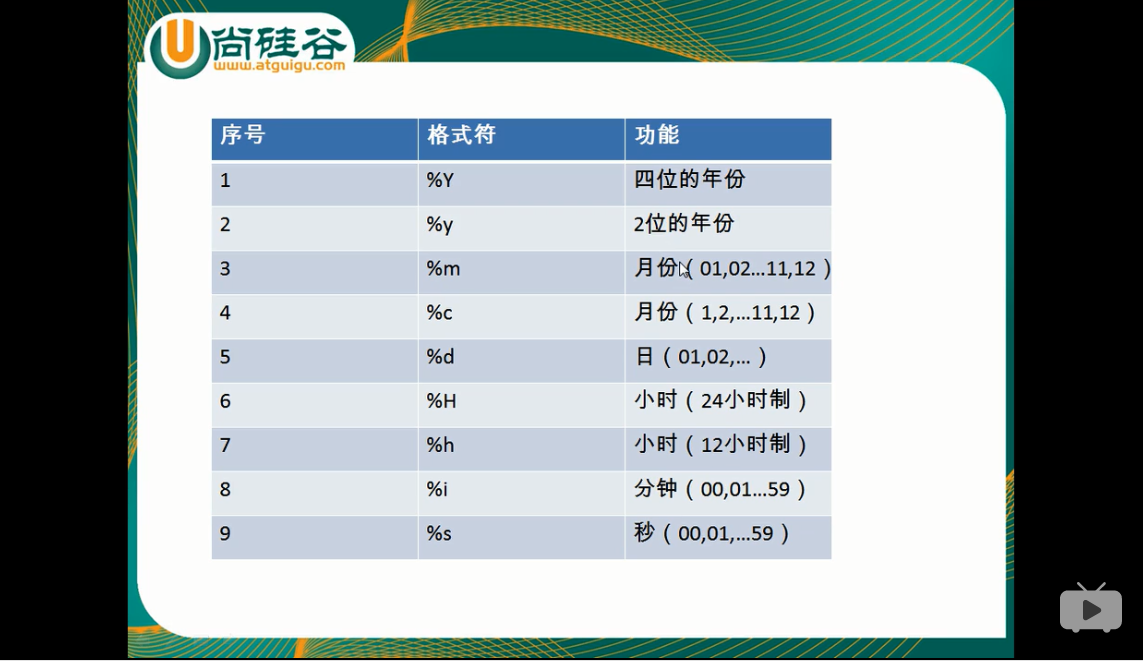 尚硅谷
www.atguigu.com
序号 格式符 功能
1 %Y 四位的年份
2 %y 2位的年份
3 %m 月份（01,02…11,12）
4 %c 月份（1,2,…11,12）
5 %d 日（01,02,…）
6 %H 小时（24小时制）
7 %h 小时（12小时制）
8 %i 分钟（00,01…59）
9 %s 秒（00,01,…59）